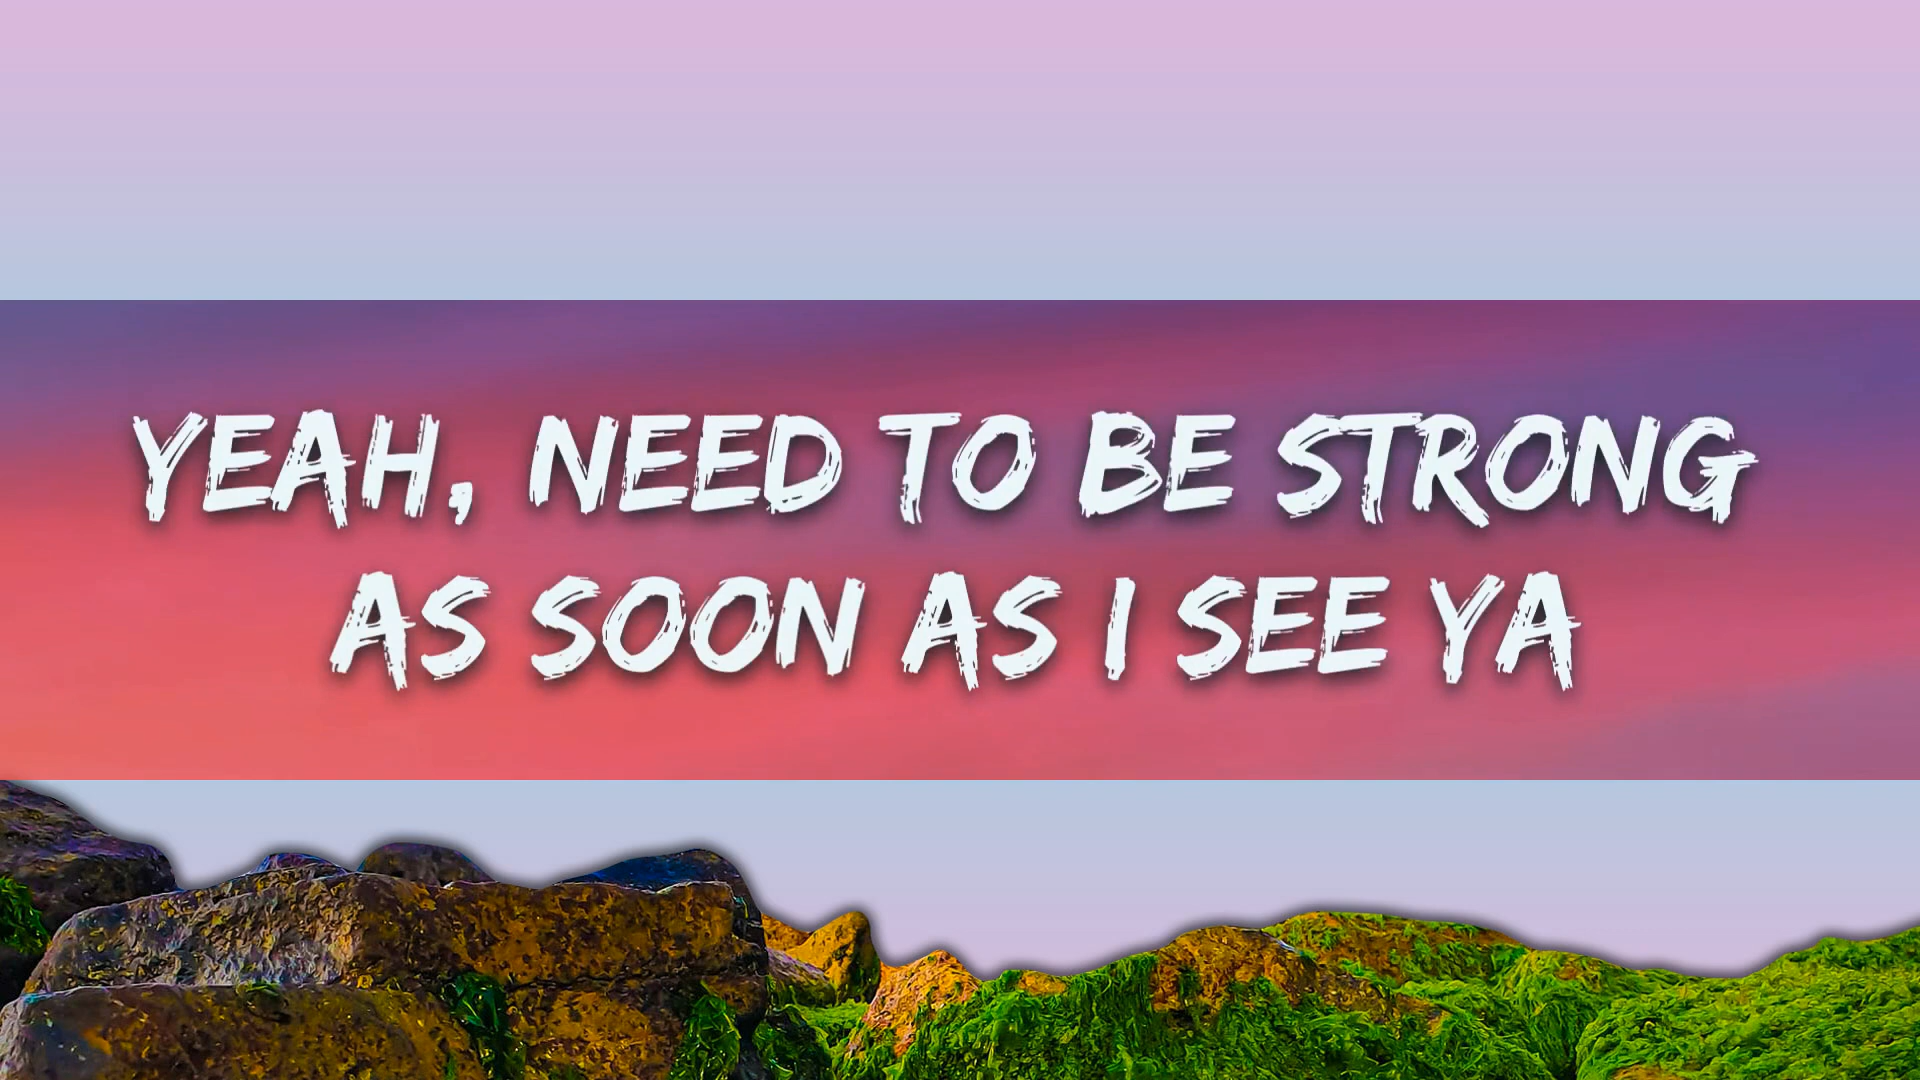 YEAH, NEED TO BE STRONG
AS SOON AS I SEE YA